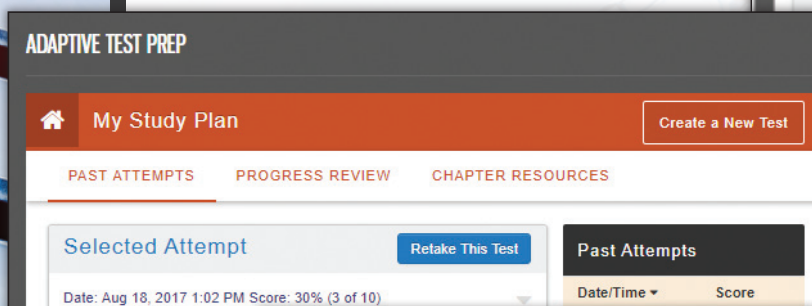 ADAPTIVE TEST PREP
My Study Plan
Create a New Test
PAST ATTEMPTS PROGRESS REVIEW CHAPTER RESOURCES
Selected Attempt
Retake This Test
Date: Aug 18, 2017 1:02 PM Score: 30% (3 of 10)
Past Attempts
Date/Time Score